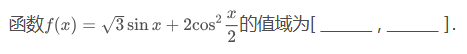 函数f(x) = √3 sin x + 2cos² x/2 的值域为[ ______ , ______ ].